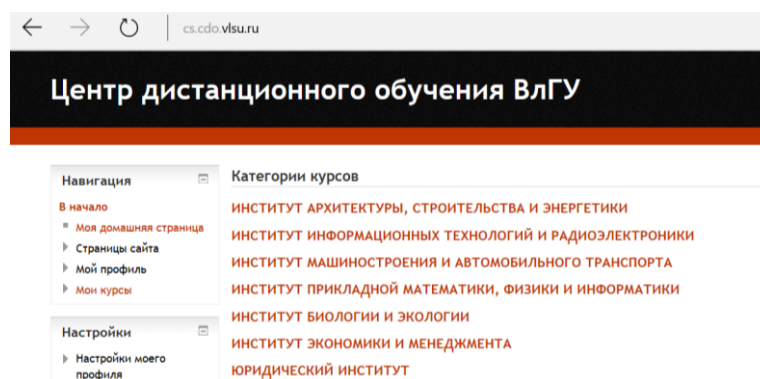 cs.cdo.vlsu.ru
Центр дистанционного обучения ВлГУ
Навигация
В начало
Моя домашняя страница
Страницы сайта
Мой профиль
Мои курсы
Настройки
Настройки моего
профиля
Категории курсов
ИНСТИТУТ АРХИТЕКТУРЫ, СТРОИТЕЛЬСТВА И ЭНЕРГЕТИКИ
ИНСТИТУТ ИНФОРМАЦИОННЫХ ТЕХНОЛОГИЙ И РАДИОЭЛЕКТРОНИКИ
ИНСТИТУТ МАШИНОСТРОЕНИЯ И АВТОМОБИЛЬНОГО ТРАНСПОРТА
ИНСТИТУТ ПРИКЛАДНОЙ МАТЕМАТИКИ, ФИЗИКИ И ИНФОРМАТИКИ
ИНСТИТУТ БИОЛОГИИ И ЭКОЛОГИИ
ИНСТИТУТ ЭКОНОМИКИ И МЕНЕДЖМЕНТА
ЮРИДИЧЕСКИЙ ИНСТИТУТ